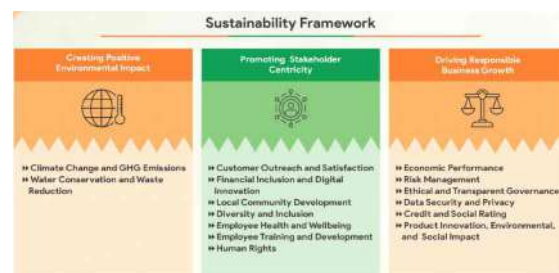 Sustainability Framework
Creating Positive
Environmental Impact
» Climate Change and GHG Emissions
» Water Conservation and Waste
Reduction
Promoting Stakeholder
Centricity
» Customer Outreach and Satisfaction
» Financial Inclusion and Digital
Innovation
» Local Community Development
» Diversity and Inclusion
» Employee Health and Wellbeing
» Employee Training and Development
» Human Rights
Driving Responsible
Business Growth
» Economic Performance
» Risk Management
» Ethical and Transparent Governance
» Data Security and Privacy
» Credit and Social Rating
» Product Innovation, Environmental,
and Social Impact